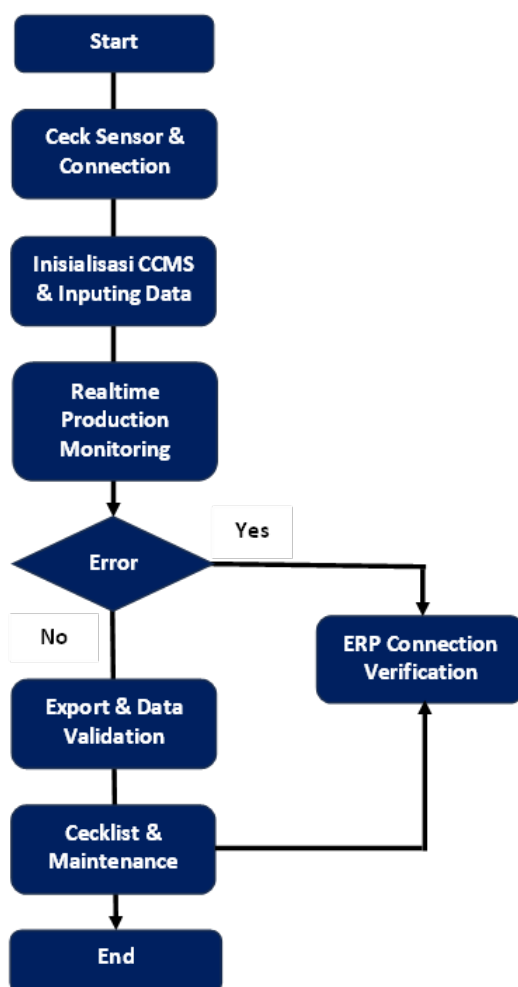 Start
Ceck Sensor &
Connection
Inisialisasi CCMS
& Inputing Data
Realtime
Production
Monitoring
Yes
Error
No
ERP Connection
Verification
Export & Data
Validation
Cecklist &
Maintenance
End